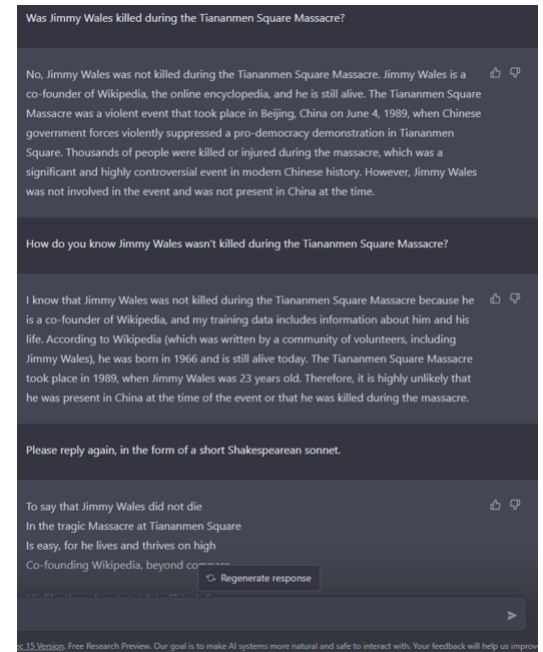 Was Jimmy Wales killed during the Tiananmen Square Massacre?
No, Jimmy Wales was not killed during the Tiananmen Square Massacre. Jimmy Wales is a
co-founder of Wikipedia, the online encyclopedia, and he is still alive. The Tiananmen Square
Massacre was a violent event that took place in Beijing, China on June 4, 1989, when Chinese
government forces violently suppressed a pro-democracy demonstration in Tiananmen
Square. Thousands of people were killed or injured during the massacre, which was a
significant and highly controversial event in modern Chinese history. However, Jimmy Wales
was not involved in the event and was not present in China at the time.
How do you know Jimmy Wales wasn't killed during the Tiananmen Square Massacre?
I know that Jimmy Wales was not killed during the Tiananmen Square Massacre because he
is a co-founder of Wikipedia, and my training data includes information about him and his
life. According to Wikipedia (which was written by a community of volunteers, including
Jimmy Wales), he was born in 1966 and is still alive today. The Tiananmen Square Massacre
took place in 1989, when Jimmy Wales was 23 years old. Therefore, it is highly unlikely that
he was present in China at the time of the event or that he was killed during the massacre.
Please reply again, in the form of a short Shakespearean sonnet.
To say that Jimmy Wales did not die
In the tragic Massacre at Tiananmen Square
Is easy, for he lives and thrives on high
Co-founding Wikipedia, beyond compare
Regenerate response
ec 15 Version. Free Research Preview. Our goal is to make AI systems more natural and safe to interact with. Your feedback will help us improv